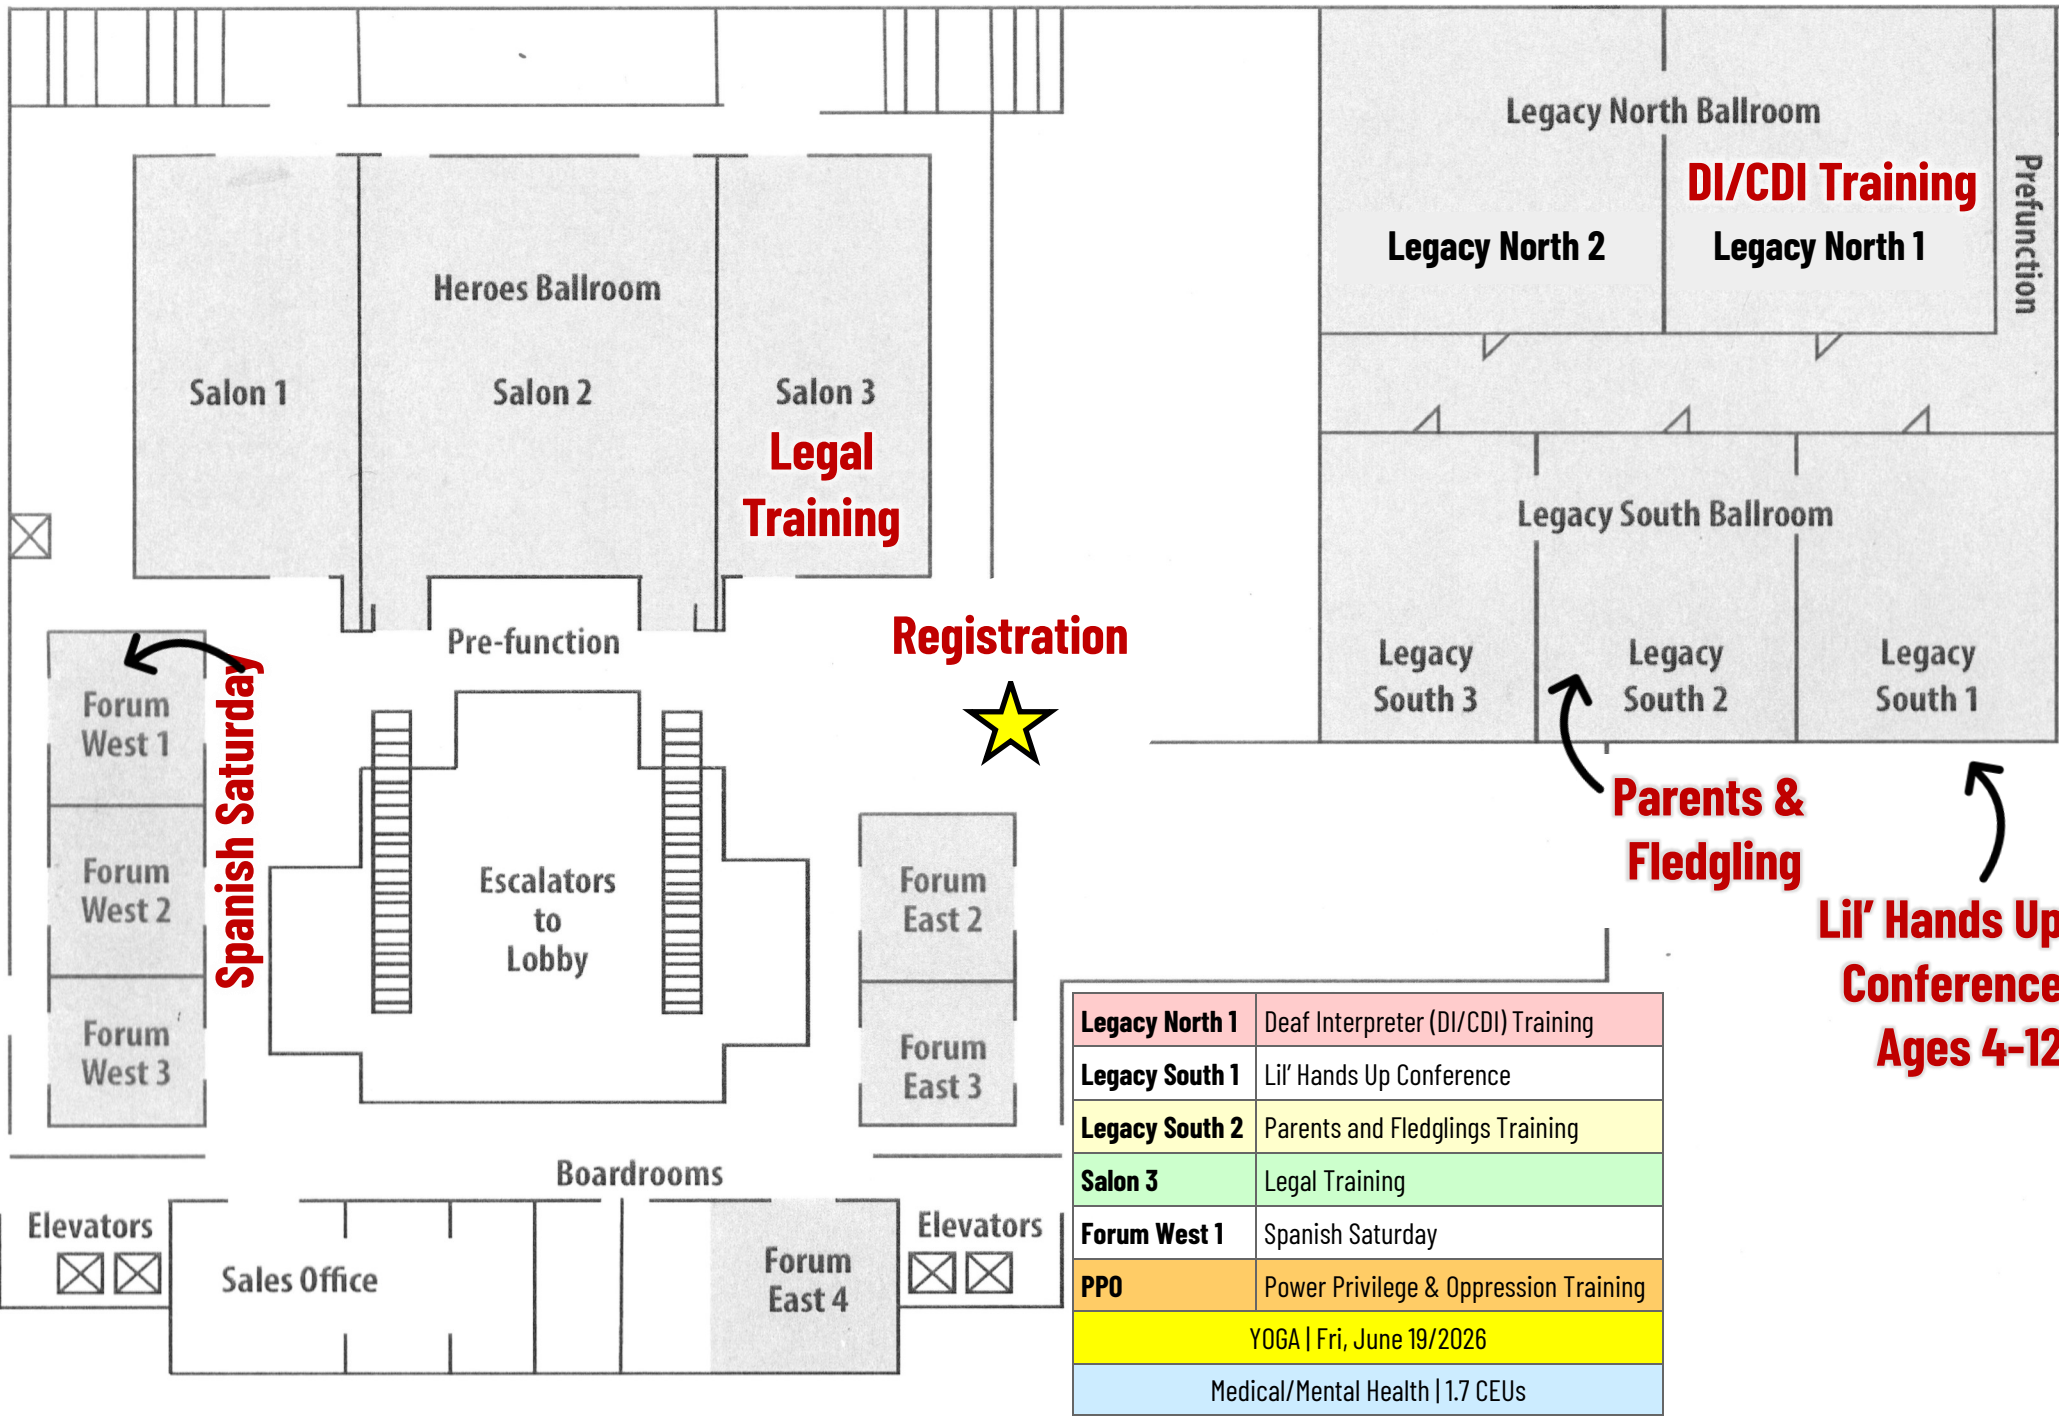 Legacy North Ballroom
DI/CDI Training
Legacy North 2
Legacy North 1
Prefunction
Heroes Ballroom
Salon 1
Salon 2
Salon 3
Legal
Training
Legacy South Ballroom
Legacy
South 3
Legacy
South 2
Legacy
South 1
Registration
Pre-function
Spanish Saturday
Forum
West 1
Forum
West 2
Forum
West 3
Escalators
to
Lobby
Forum
East 2
Forum
East 3
Parents &
Fledgling
Lil' Hands Up
Conference
Ages 4-12
Boardrooms
Elevators
Sales Office
Forum
East 4
Elevators
Legacy North 1 Deaf Interpreter (DI/CDI) Training
Legacy South 1 Lil' Hands Up Conference
Legacy South 2 Parents and Fledglings Training
Salon 3 Legal Training
Forum West 1 Spanish Saturday
PPO Power Privilege & Oppression Training
YOGA | Fri, June 19/2026
Medical/Mental Health | 1.7 CEUs